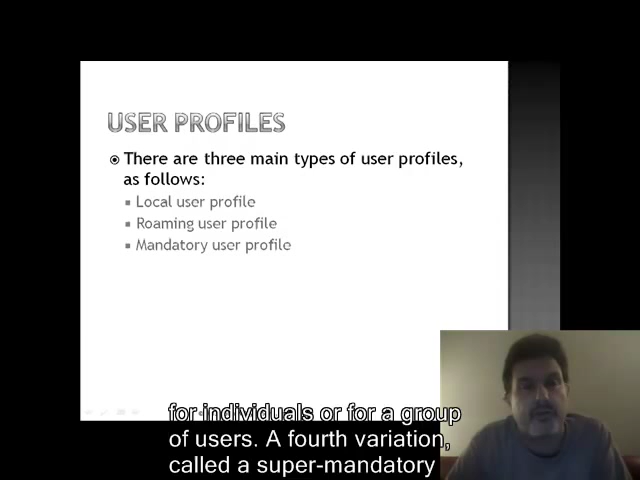 USER PROFILES
There are three main types of user profiles,
as follows:
Local user profile
Roaming user profile
Mandatory user profile
for individuals or for a group
of users. A fourth variation,
called a super-mandatory